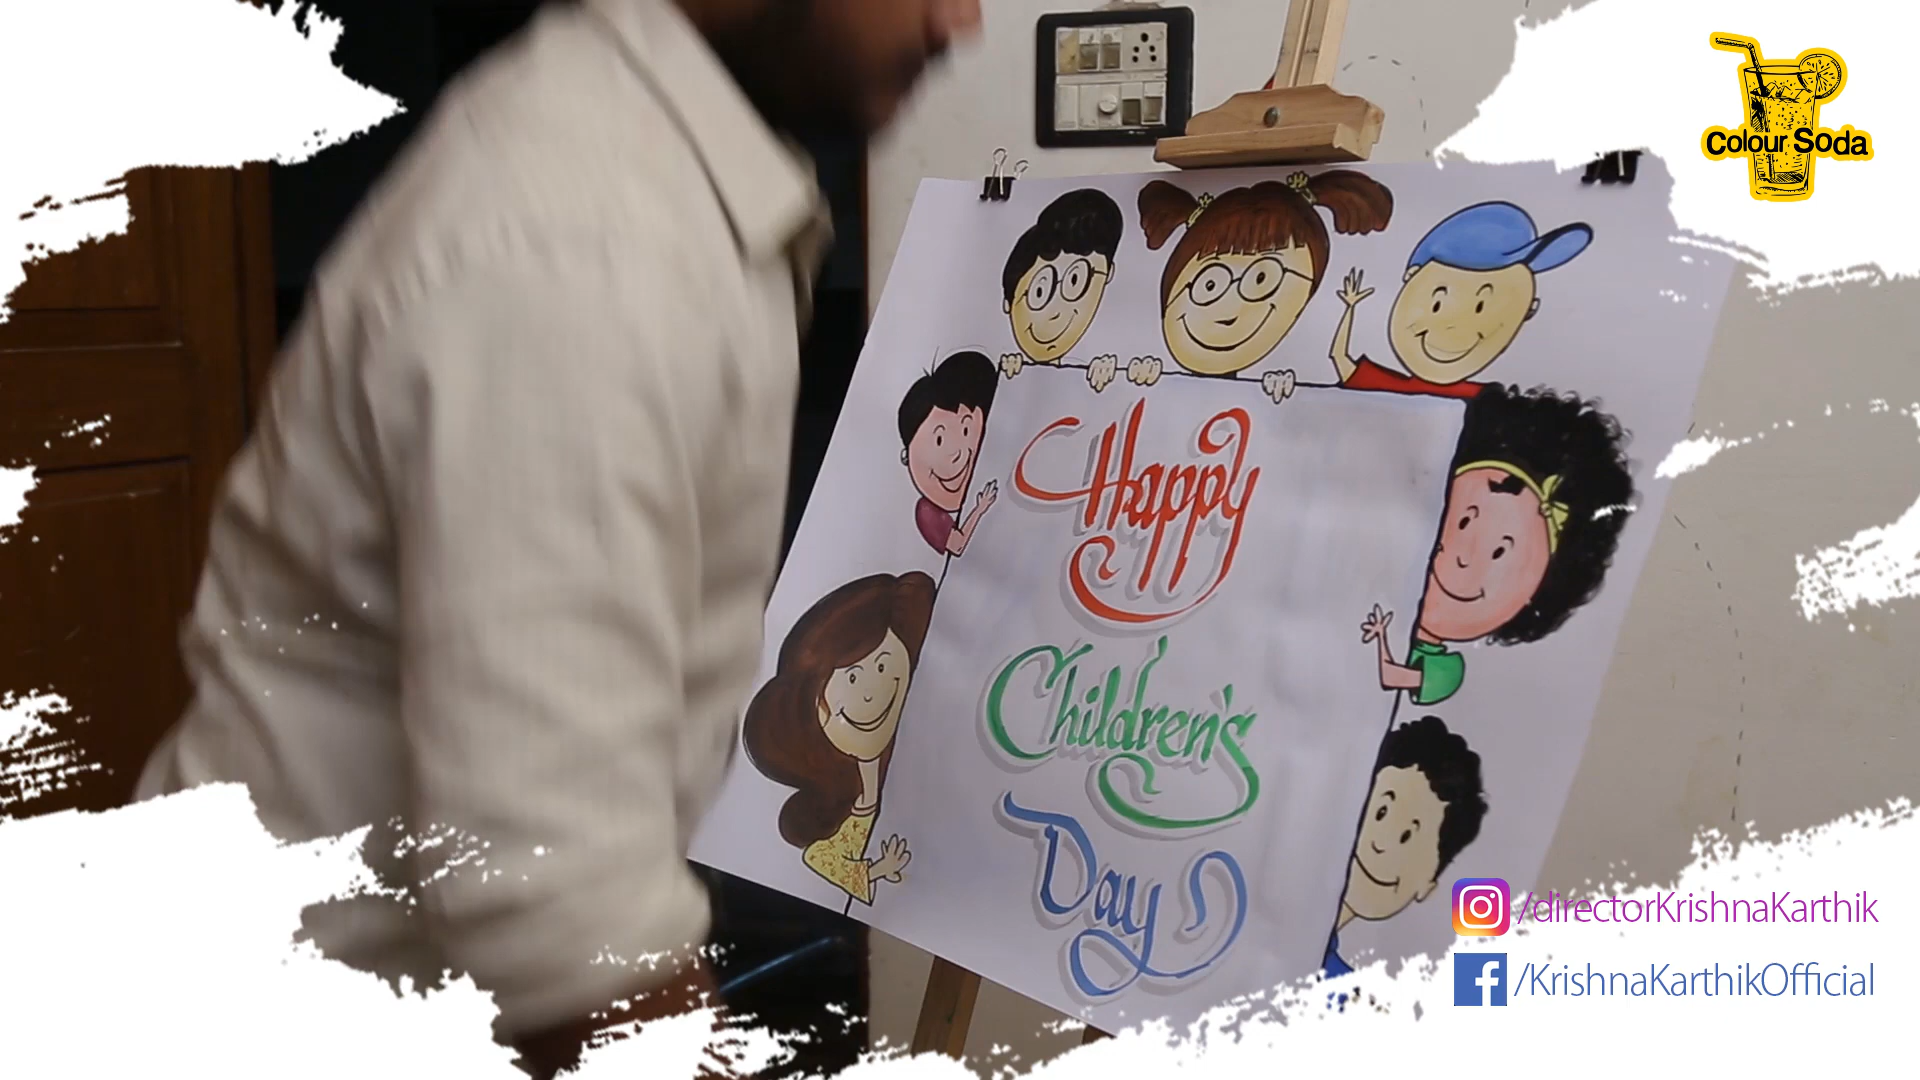 Colour Soda
Happy
Children's
Day
/directorKrishnaKarthik
/KrishnaKarthikOfficial